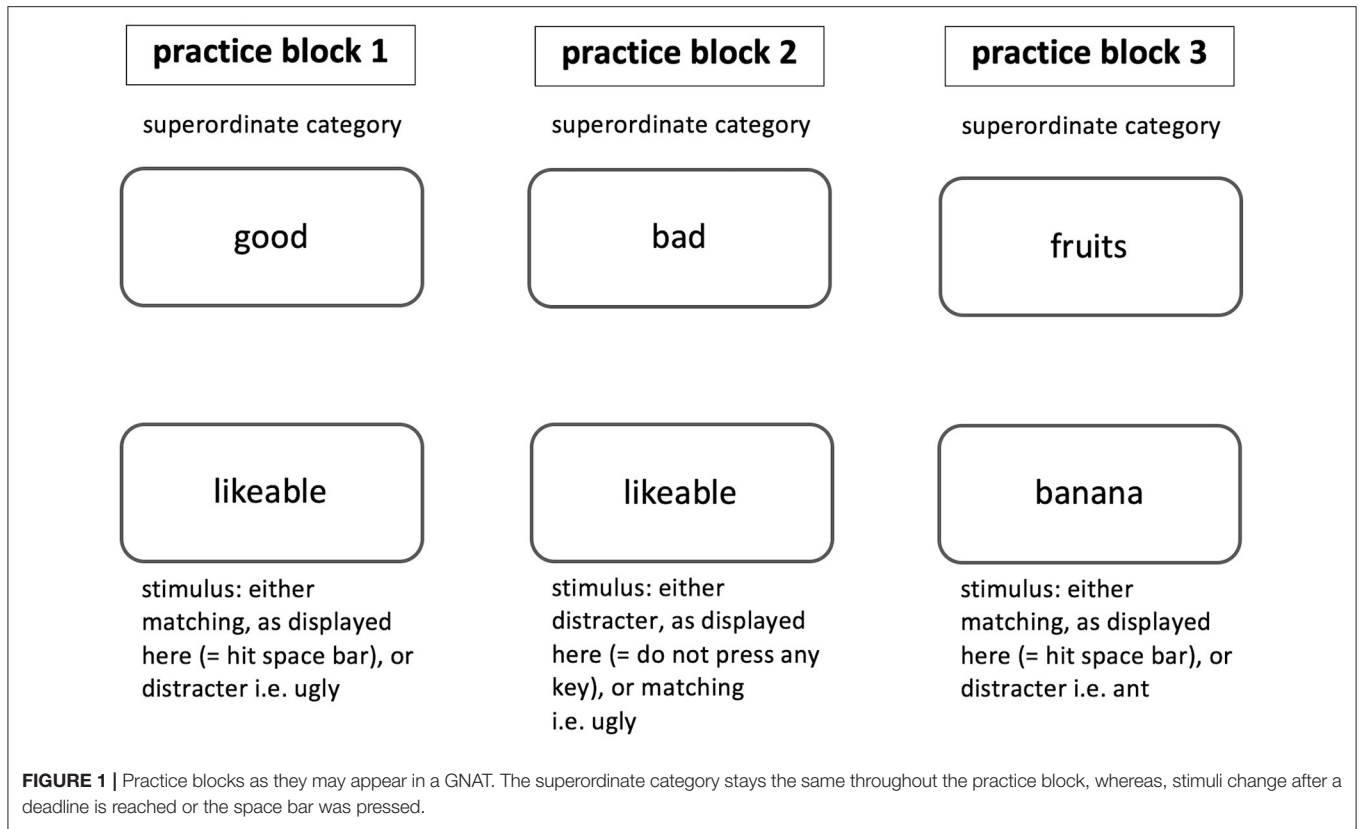 practice block 1
superordinate category
good
likeable
stimulus: either
matching, as displayed
here (= hit space bar), or
distracter i.e. ugly
practice block 2
superordinate category
bad
likeable
stimulus: either
distracter, as displayed
here (= do not press any
key), or matching
i.e. ugly
practice block 3
superordinate category
fruits
banana
stimulus: either
matching, as displayed
here (= hit space bar), or
distracter i.e. ant
FIGURE 1 | Practice blocks as they may appear in a GNAT. The superordinate category stays the same throughout the practice block, whereas, stimuli change after a
deadline is reached or the space bar was pressed.